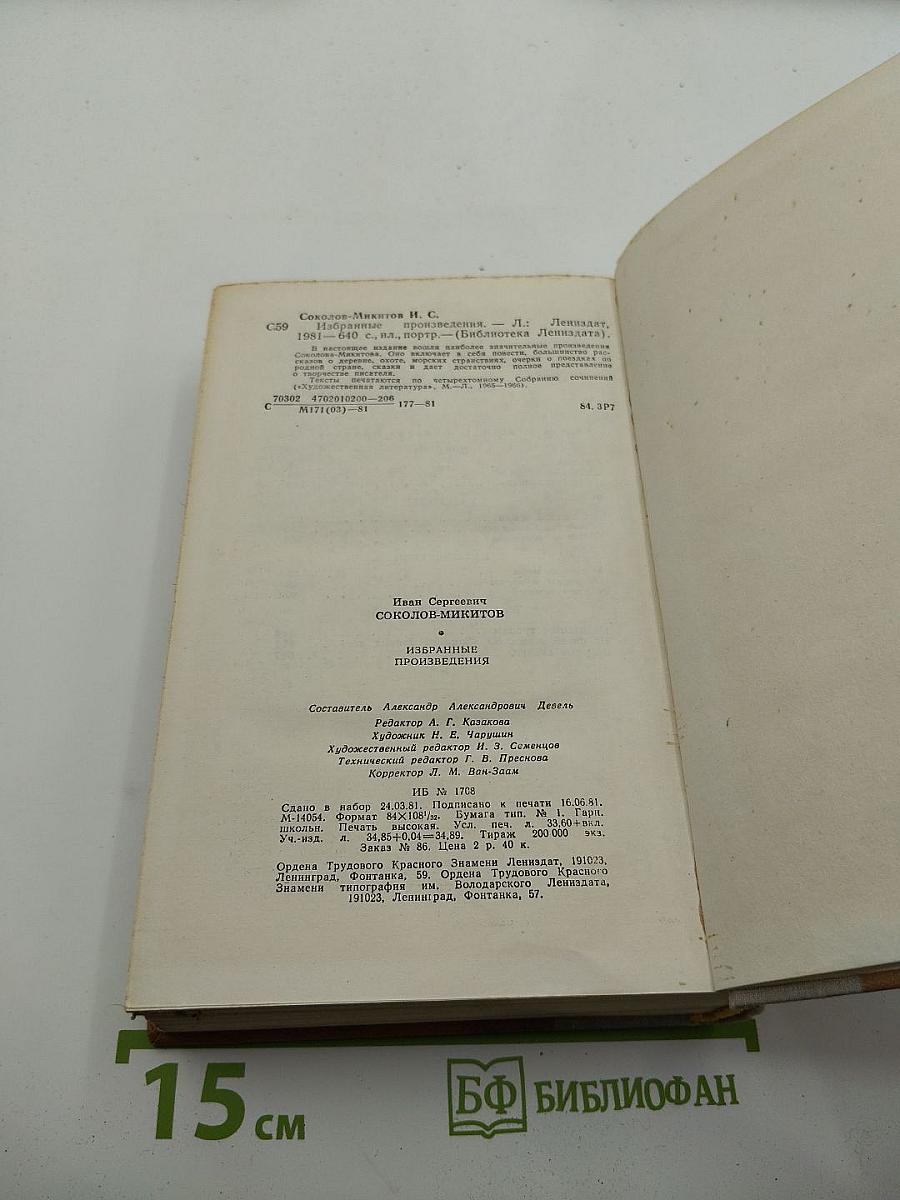 Соколов-Микитов И. С.
С59 Избранные произведения. — Л.: Лениздат,
1981— 640 с., ил., портр.— (Библиотека Лениздата).
В настоящее издание вошли наиболее значительные произведения
Соколова-Микитова. Оно включает в себя повести, большинство рас-
сказов о деревне, охоте, морских странствиях, очерки о поездках по
родной стране, сказки и дает достаточно полное представление
о творчестве писателя.
Тексты печатаются по четырехтомному Собранию сочинений
(«Художественная литература», М.—Л., 1965—1966).
70302 4702010200—206
С 177—81 84.3Р7
М171(03)—81
Иван Сергеевич
СОКОЛОВ-МИКИТОВ
ИЗБРАННЫЕ
ПРОИЗВЕДЕНИЯ
Составитель Александр Александрович Девель
Редактор А. Г. Казакова
Художник Н. Е. Чарушин
Художественный редактор И. З. Семенцов
Технический редактор Г. В. Преснова
Корректор Л. М. Ван-Заам
ИБ № 1708
Сдано в набор 24.03.81. Подписано к печати 16.06.81.
М-14054. Формат 84×108¹/₃₂. Бумага тип. № 1. Гарн.
школьн. Печать высокая. Усл. печ. л. 33,60+вкл.
Уч.-изд. л. 34,85+0,04=34,89. Тираж 200 000 экз.
Заказ № 86. Цена 2 р. 40 к.
Ордена Трудового Красного Знамени Лениздат, 191023,
Ленинград, Фонтанка, 59. Ордена Трудового Красного
Знамени типография им. Володарского Лениздата,
191023, Ленинград, Фонтанка, 57.
15 см
БФ БИБЛИОФАН